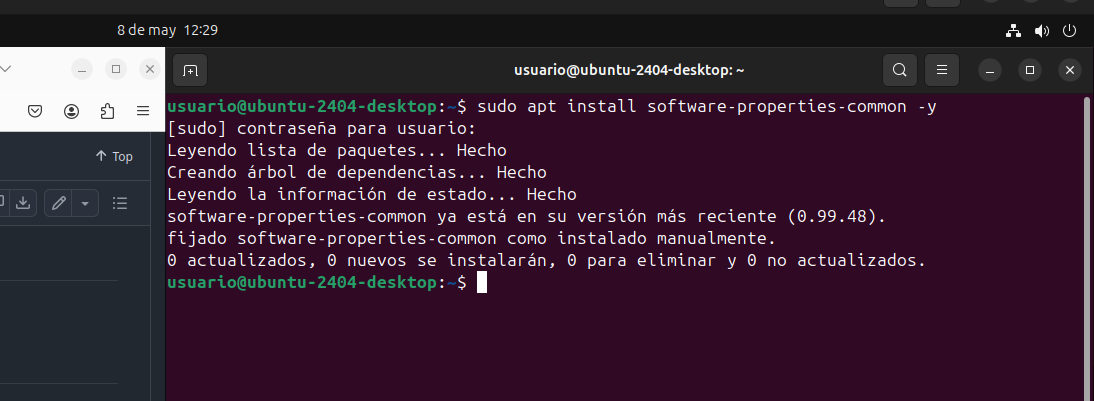 8 de may 12:29
usuario@ubuntu-2404-desktop: ~
Top
usuario@ubuntu-2404-desktop:~$ sudo apt install software-properties-common -y
[sudo] contraseña para usuario:
Leyendo lista de paquetes... Hecho
Creando árbol de dependencias... Hecho
Leyendo la información de estado... Hecho
software-properties-common ya está en su versión más reciente (0.99.48).
fijado software-properties-common como instalado manualmente.
0 actualizados, 0 nuevos se instalarán, 0 para eliminar y 0 no actualizados.
usuario@ubuntu-2404-desktop:~$